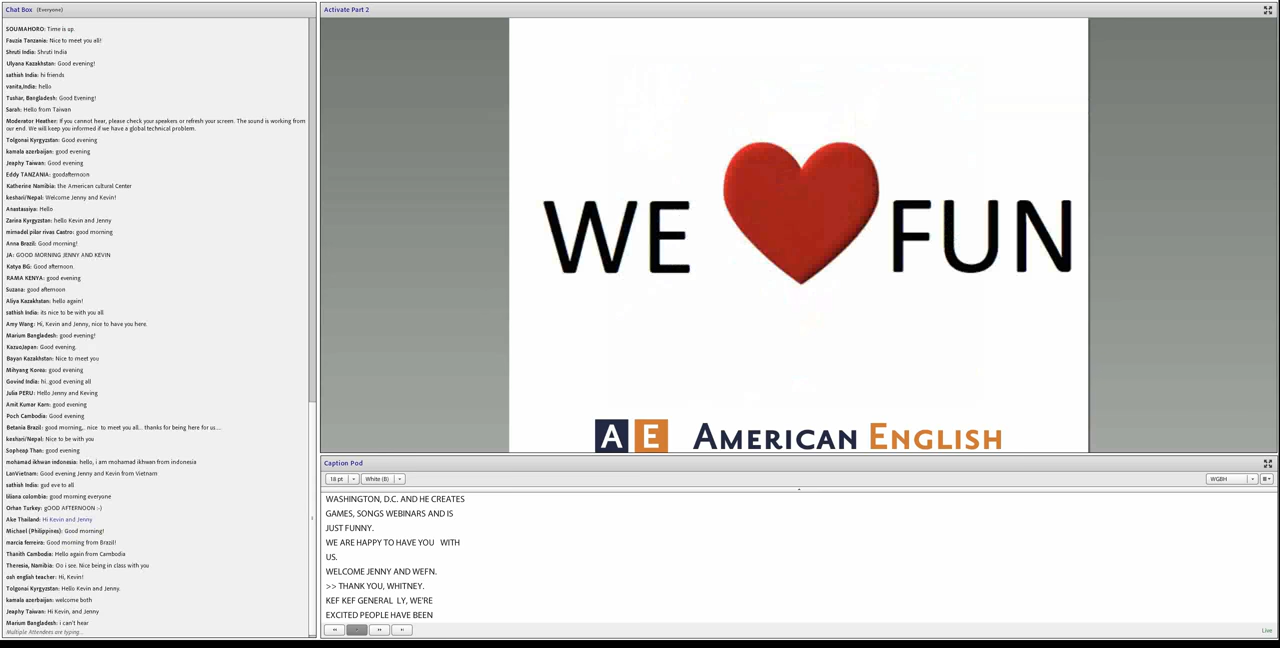 Chat Box (Everyone)
SOUMAHORO: Time is up.
Fauzia Tanzania: Nice to meet you all!
Shruti India: Shruti India
Ulyana Kazakhstan: Good evening!
sathish India: hi friends
vanita,India: hello
Tushar, Bangladesh: Good Evening!
Sarah: Hello from Taiwan
Moderator Heather: If you cannot hear, please check your speakers or refresh your screen. The sound is working from
our end. We will keep you informed if we have a global technical problem.
Tolgonai Kyrgyzstan: Good evening
kamala azerbaijan: good evening
Jeaphy Taiwan: Good evening
Eddy TANZANIA: goodafternoon
Katherine Namibia: the American cultural Center
keshari/Nepal: Welcome Jenny and Kevin!
Anastassiya: Hello
Zarina Kyrgyzstan: hello Kevin and Jenny
mirnadel pilar rivas Castro: good morning
Anna Brazil: Good morning!
JA: GOOD MORNING JENNY AND KEVIN
Katya BG: Good afternoon.
RAMA KENYA: good evening
Suzana: good afternoon
Aliya Kazakhstan: hello again!
sathish India: its nice to be with you all
Amy Wang: Hi, Kevin and Jenny, nice to have you here.
Marium Bangladesh: good evening!
KazuoJapan: Good evening.
Bayan Kazakhstan: Nice to meet you
Mihyang Korea: good evening
Govind India: hi..good evening all
Julia PERU: Hello Jenny and Keving
Amit Kumar Karn: good evening
Poch Cambodia: Good evening
Betania Brazil: good morning,. nice to meet you all... thanks for being here for us....
keshari/Nepal: Nice to be with you
Sopheap Than: good evening
mohamad ikhwan indonesia: hello, i am mohamad ikhwan from indonesia
LanVietnam: Good evening Jenny and Kevin from Vietnam
sathish India: gud eve to all
liliana colombia: good morning everyone
Orhan Turkey: gOOD AFTERNOON :-)
Ake Thailand: Hi Kevin and Jenny
Michael (Philippines): Good morning!
marcia ferreira: Good morning from Brazil!
Thanith Cambodia: Hello again from Cambodia
Theresia, Namibia: Oo i see. Nice being in class with you
osh english teacher: Hi, Kevin!
Tolgonai Kyrgyzstan: Hello Kevin and Jenny.
kamala azerbaijan: welcome both
Jeaphy Taiwan: Hi Kevin, and Jenny
Marium Bangladesh: i can't hear
Multiple Attendees are typing...
Activate Part 2
WE FUN
AE AMERICAN ENGLISH
Caption Pod
18 pt White (B) WGBH
WASHINGTON, D.C. AND HE CREATES
GAMES, SONGS WEBINARS AND IS
JUST FUNNY.
WE ARE HAPPY TO HAVE YOU WITH
US.
WELCOME JENNY AND WEFN.
>> THANK YOU, WHITNEY.
KEF KEF GENERAL LY, WE'RE
EXCITED PEOPLE HAVE BEEN
Live